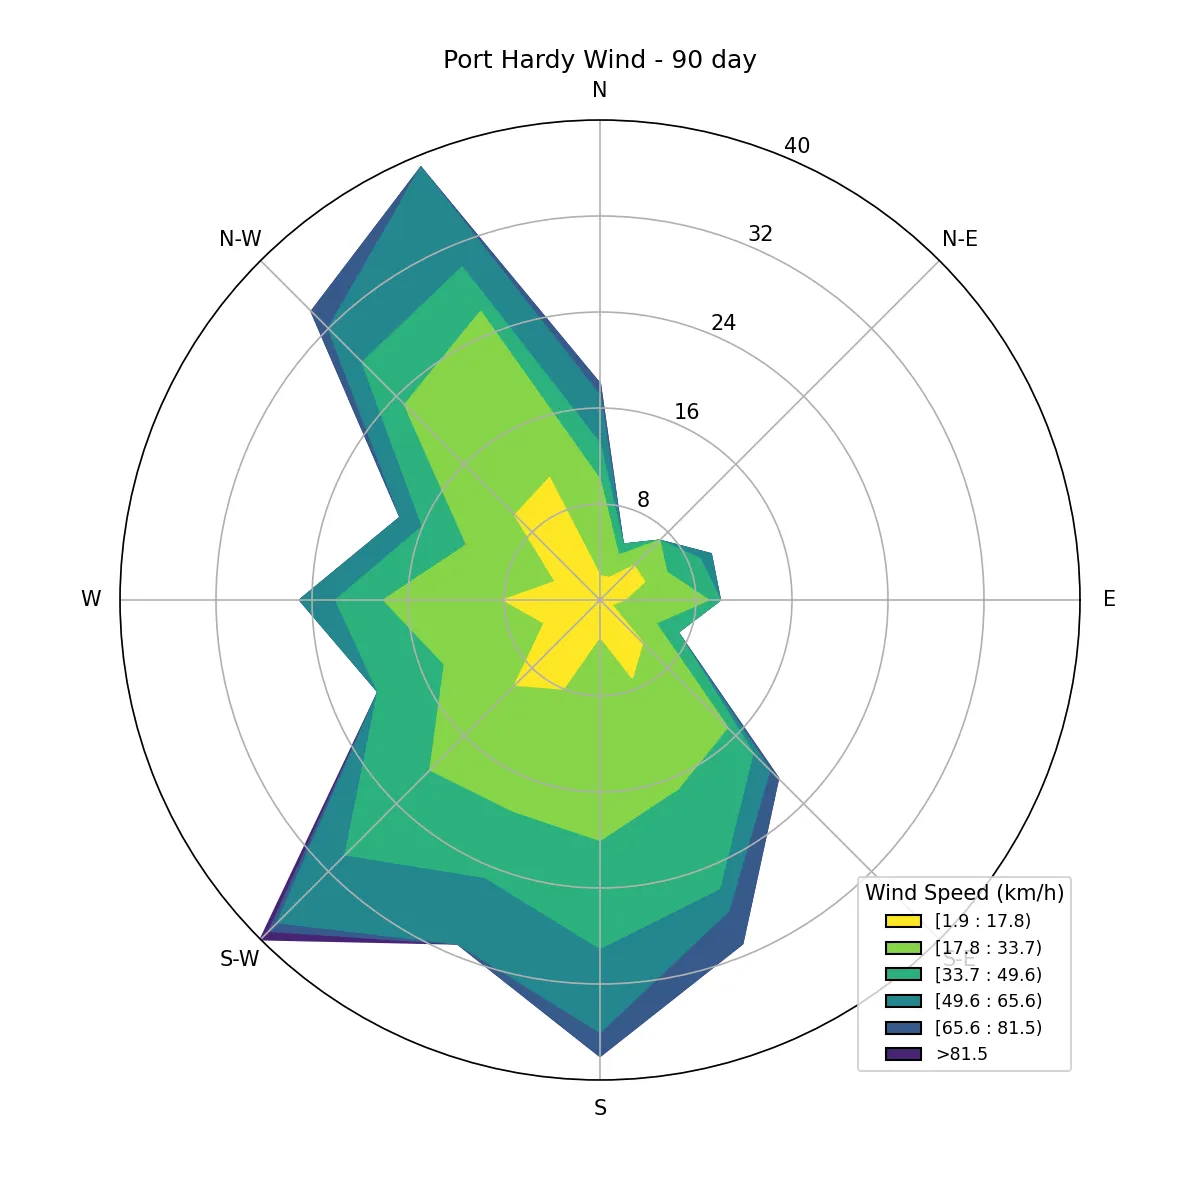 Port Hardy Wind - 90 day
N
40
N-W
32
N-E
24
16
8
W
E
Wind Speed (km/h)
[1.9 : 17.8)
[17.8 : 33.7)
S-W
S-E
[33.7 : 49.6)
[49.6 : 65.6)
[65.6 : 81.5)
>81.5
S